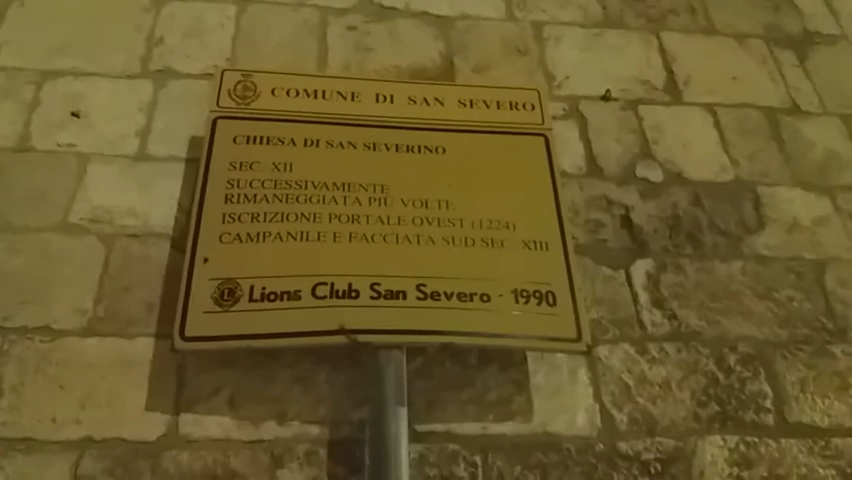 COMUNE DI SAN SEVERO
CHIESA DI SAN SEVERINO
SEC. XII
SUCCESSIVAMENTE
RIMANEGGIATA PIÙ VOLTE
ISCRIZIONE PORTALE OVEST (1224)
CAMPANILE E FACCIATA SUD SEC. XIII
L Lions Club San Severo - 1990